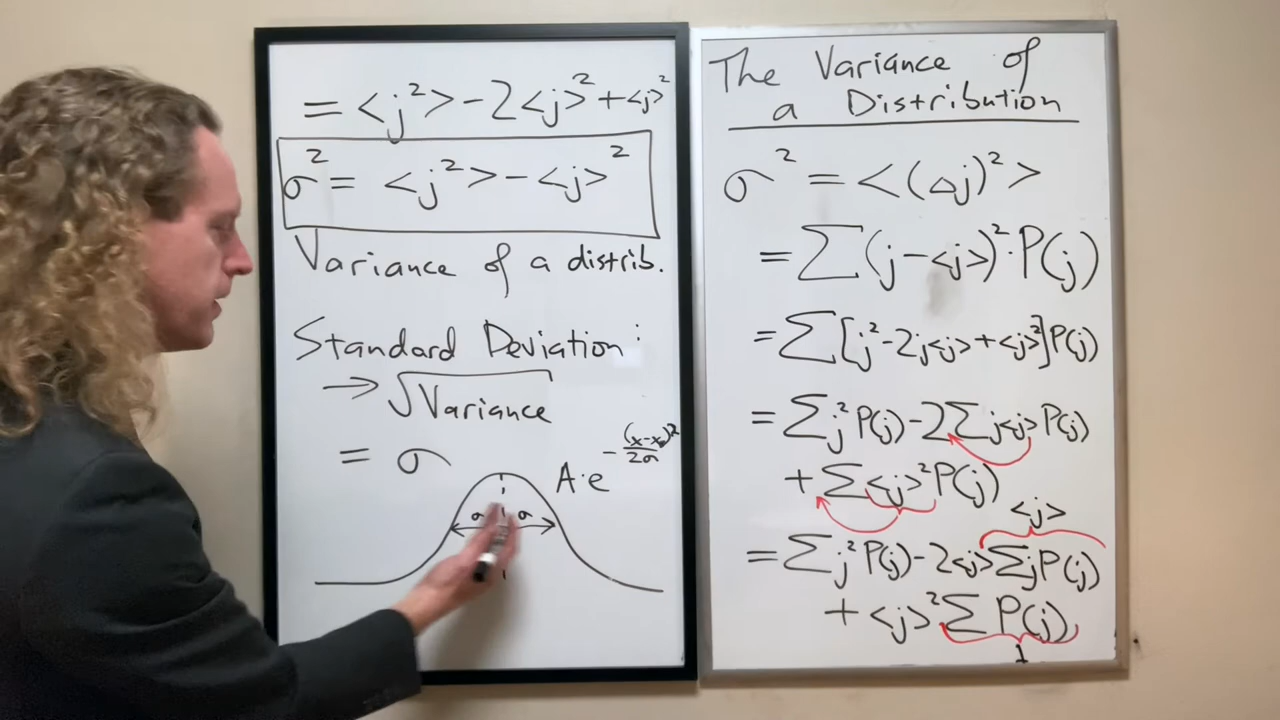 The Variance of
a Distribution
σ² = <(△j)²>
= Σ(j-<j>)²·P(j)
= Σ[j²-2j<j>+<j>²]P(j)
= Σj²P(j)-2Σj<j>P(j)
+ Σ<j>²P(j)
<j>
= Σj²P(j)-2<j>ΣjP(j)
+ <j>²ΣP(j)
1
= <j²>-2<j>²+<j>²
σ² = <j²>-<j>²
Variance of a distrib.
Standard Deviation:
→ √Variance
= σ
A·e^-(x-x₀)²/2σ
σ σ